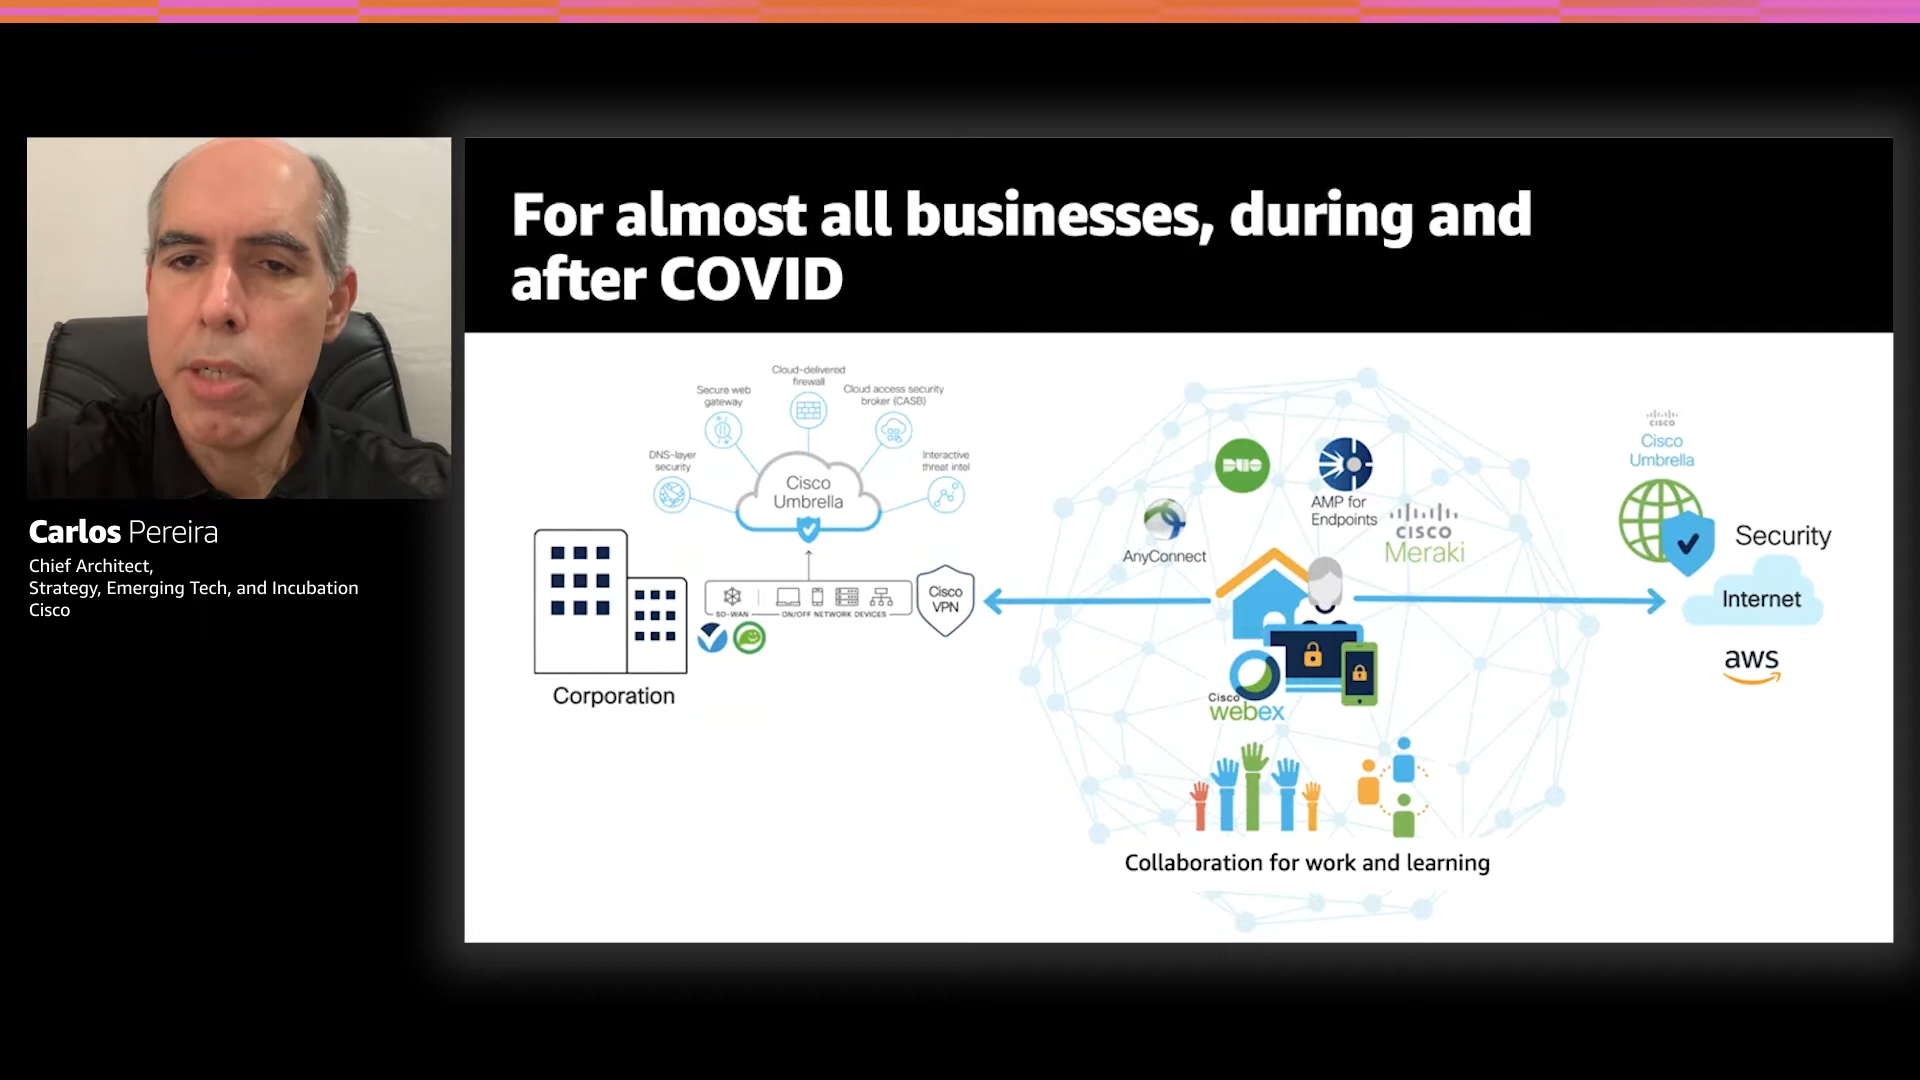 Carlos Pereira
Chief Architect,
Strategy, Emerging Tech, and Incubation
Cisco
For almost all businesses, during and
after COVID
Cloud-delivered
firewall
Secure web
gateway
Cloud access security
broker (CASB)
DNS-layer
security
Interactive
threat intel
Cisco
Umbrella
SD-WAN
ON/OFF NETWORK DEVICES
Cisco
VPN
Corporation
DUO
AMP for
Endpoints
AnyConnect
CISCO
Meraki
Cisco
webex
Collaboration for work and learning
CISCO
Cisco
Umbrella
Security
Internet
aws